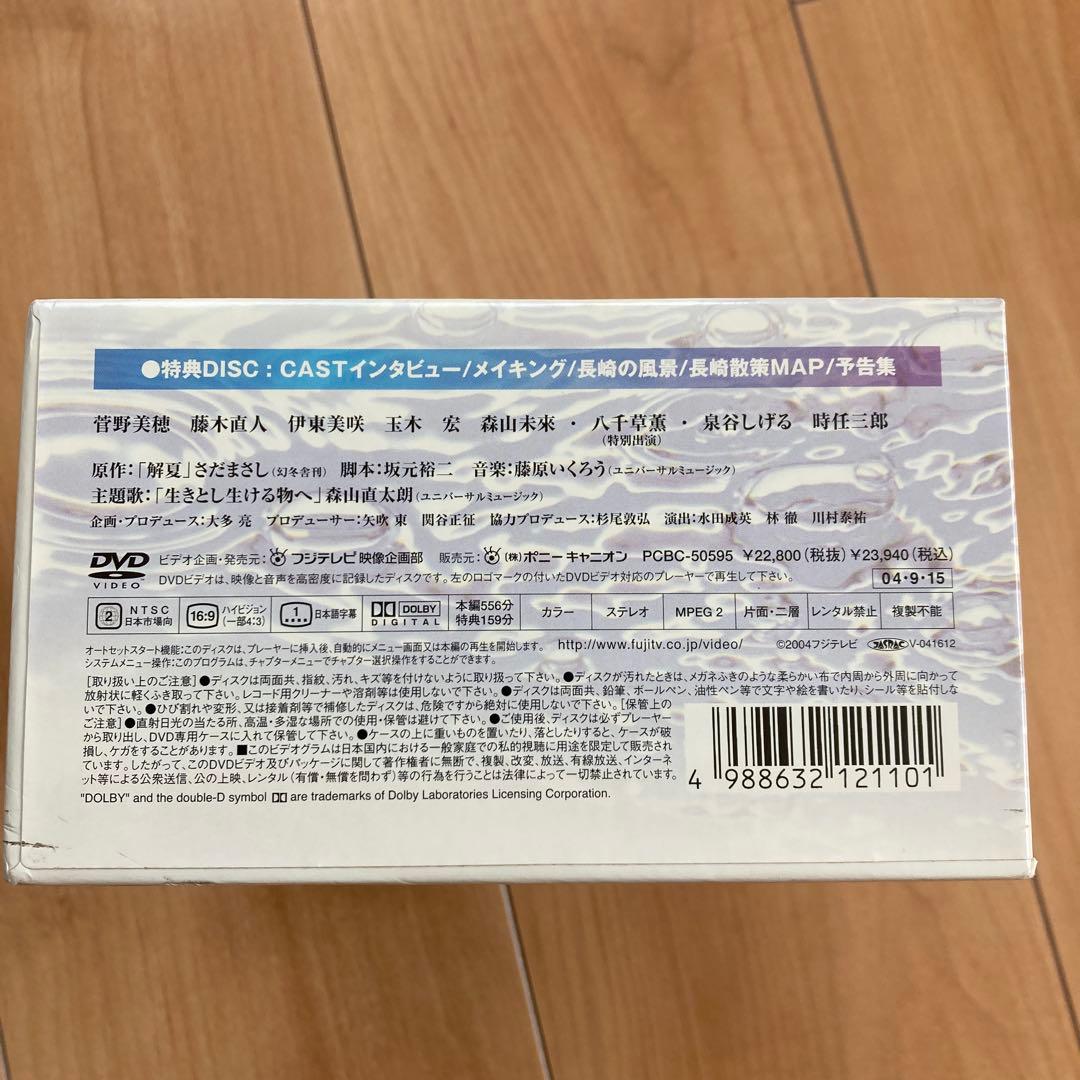 ●特典DISC：CASTインタビュー/メイキング/長崎の風景/長崎散策MAP/予告集
菅野美穂　藤木直人　伊東美咲　玉木 宏　森山未來・八千草薫・泉谷しげる　時任三郎
(特別出演)
原作：「解夏」さだまさし（幻冬舎刊）　脚本：坂元裕二　音楽：藤原いくろう（ユニバーサルミュージック）
主題歌：「生きとし生ける物へ」森山直太朗（ユニバーサルミュージック）
企画・プロデュース：大多 亮　プロデューサー：矢吹 東　関谷正征　協力プロデュース：杉尾敦弘　演出：水田成英　林 徹　川村泰祐
DVD VIDEO ビデオ企画・発売元：フジテレビ映像企画部　販売元：（株）ポニーキャニオン　PCBC-50595　¥22,800（税抜）¥23,940（税込）
DVDビデオは、映像と音声を高密度に記録したディスクです。左のロゴマークの付いたDVDビデオ対応のプレーヤーで再生して下さい。　04・9・15
2 NTSC 日本市場向　16:9 ハイビジョン（一部4:3）　1 日本語字幕　DOLBY DIGITAL　本編556分 特典159分　カラー　ステレオ　MPEG 2　片面・二層　レンタル禁止　複製不能
オートセットスタート機能：このディスクは、プレーヤーに挿入後、自動的にメニュー画面又は本編の再生を開始します。　http://www.fujitv.co.jp/video/　©2004フジテレビ　JASRAC V-041612
システムメニュー操作：このプログラムは、チャプターメニューでチャプター選択操作をすることができます。
［取り扱い上のご注意］●ディスクは両面共、指紋、汚れ、キズ等を付けないように取り扱って下さい。●ディスクが汚れたときは、メガネふきのような柔らかい布で内周から外周に向かって
放射状に軽くふき取って下さい。レコード用クリーナーや溶剤等は使用しないで下さい。●ディスクは両面共、鉛筆、ボールペン、油性ペン等で文字や絵を書いたり、シール等を貼付しな
いで下さい。●ひび割れや変形、又は接着剤等で補修したディスクは、危険ですから絶対に使用しないで下さい。［保管上の
ご注意］●直射日光の当たる所、高温・多湿な場所での使用・保管は避けて下さい。●ご使用後、ディスクは必ずプレーヤー
から取り出し、DVD専用ケースに入れて保管して下さい。●ケースの上に重いものを置いたり、落としたりすると、ケースが破
損し、ケガをすることがあります。■このビデオグラムは日本国内における一般家庭での私的視聴に用途を限定して販売され
ています。したがって、このDVDビデオ及びパッケージに関して著作権者に無断で、複製、改変、放送、有線放送、インターネ
ット等による公衆送信、公の上映、レンタル（有償・無償を問わず）等の行為を行うことは法律によって一切禁止されています。
"DOLBY" and the double-D symbol are trademarks of Dolby Laboratories Licensing Corporation.
4 988632 121101